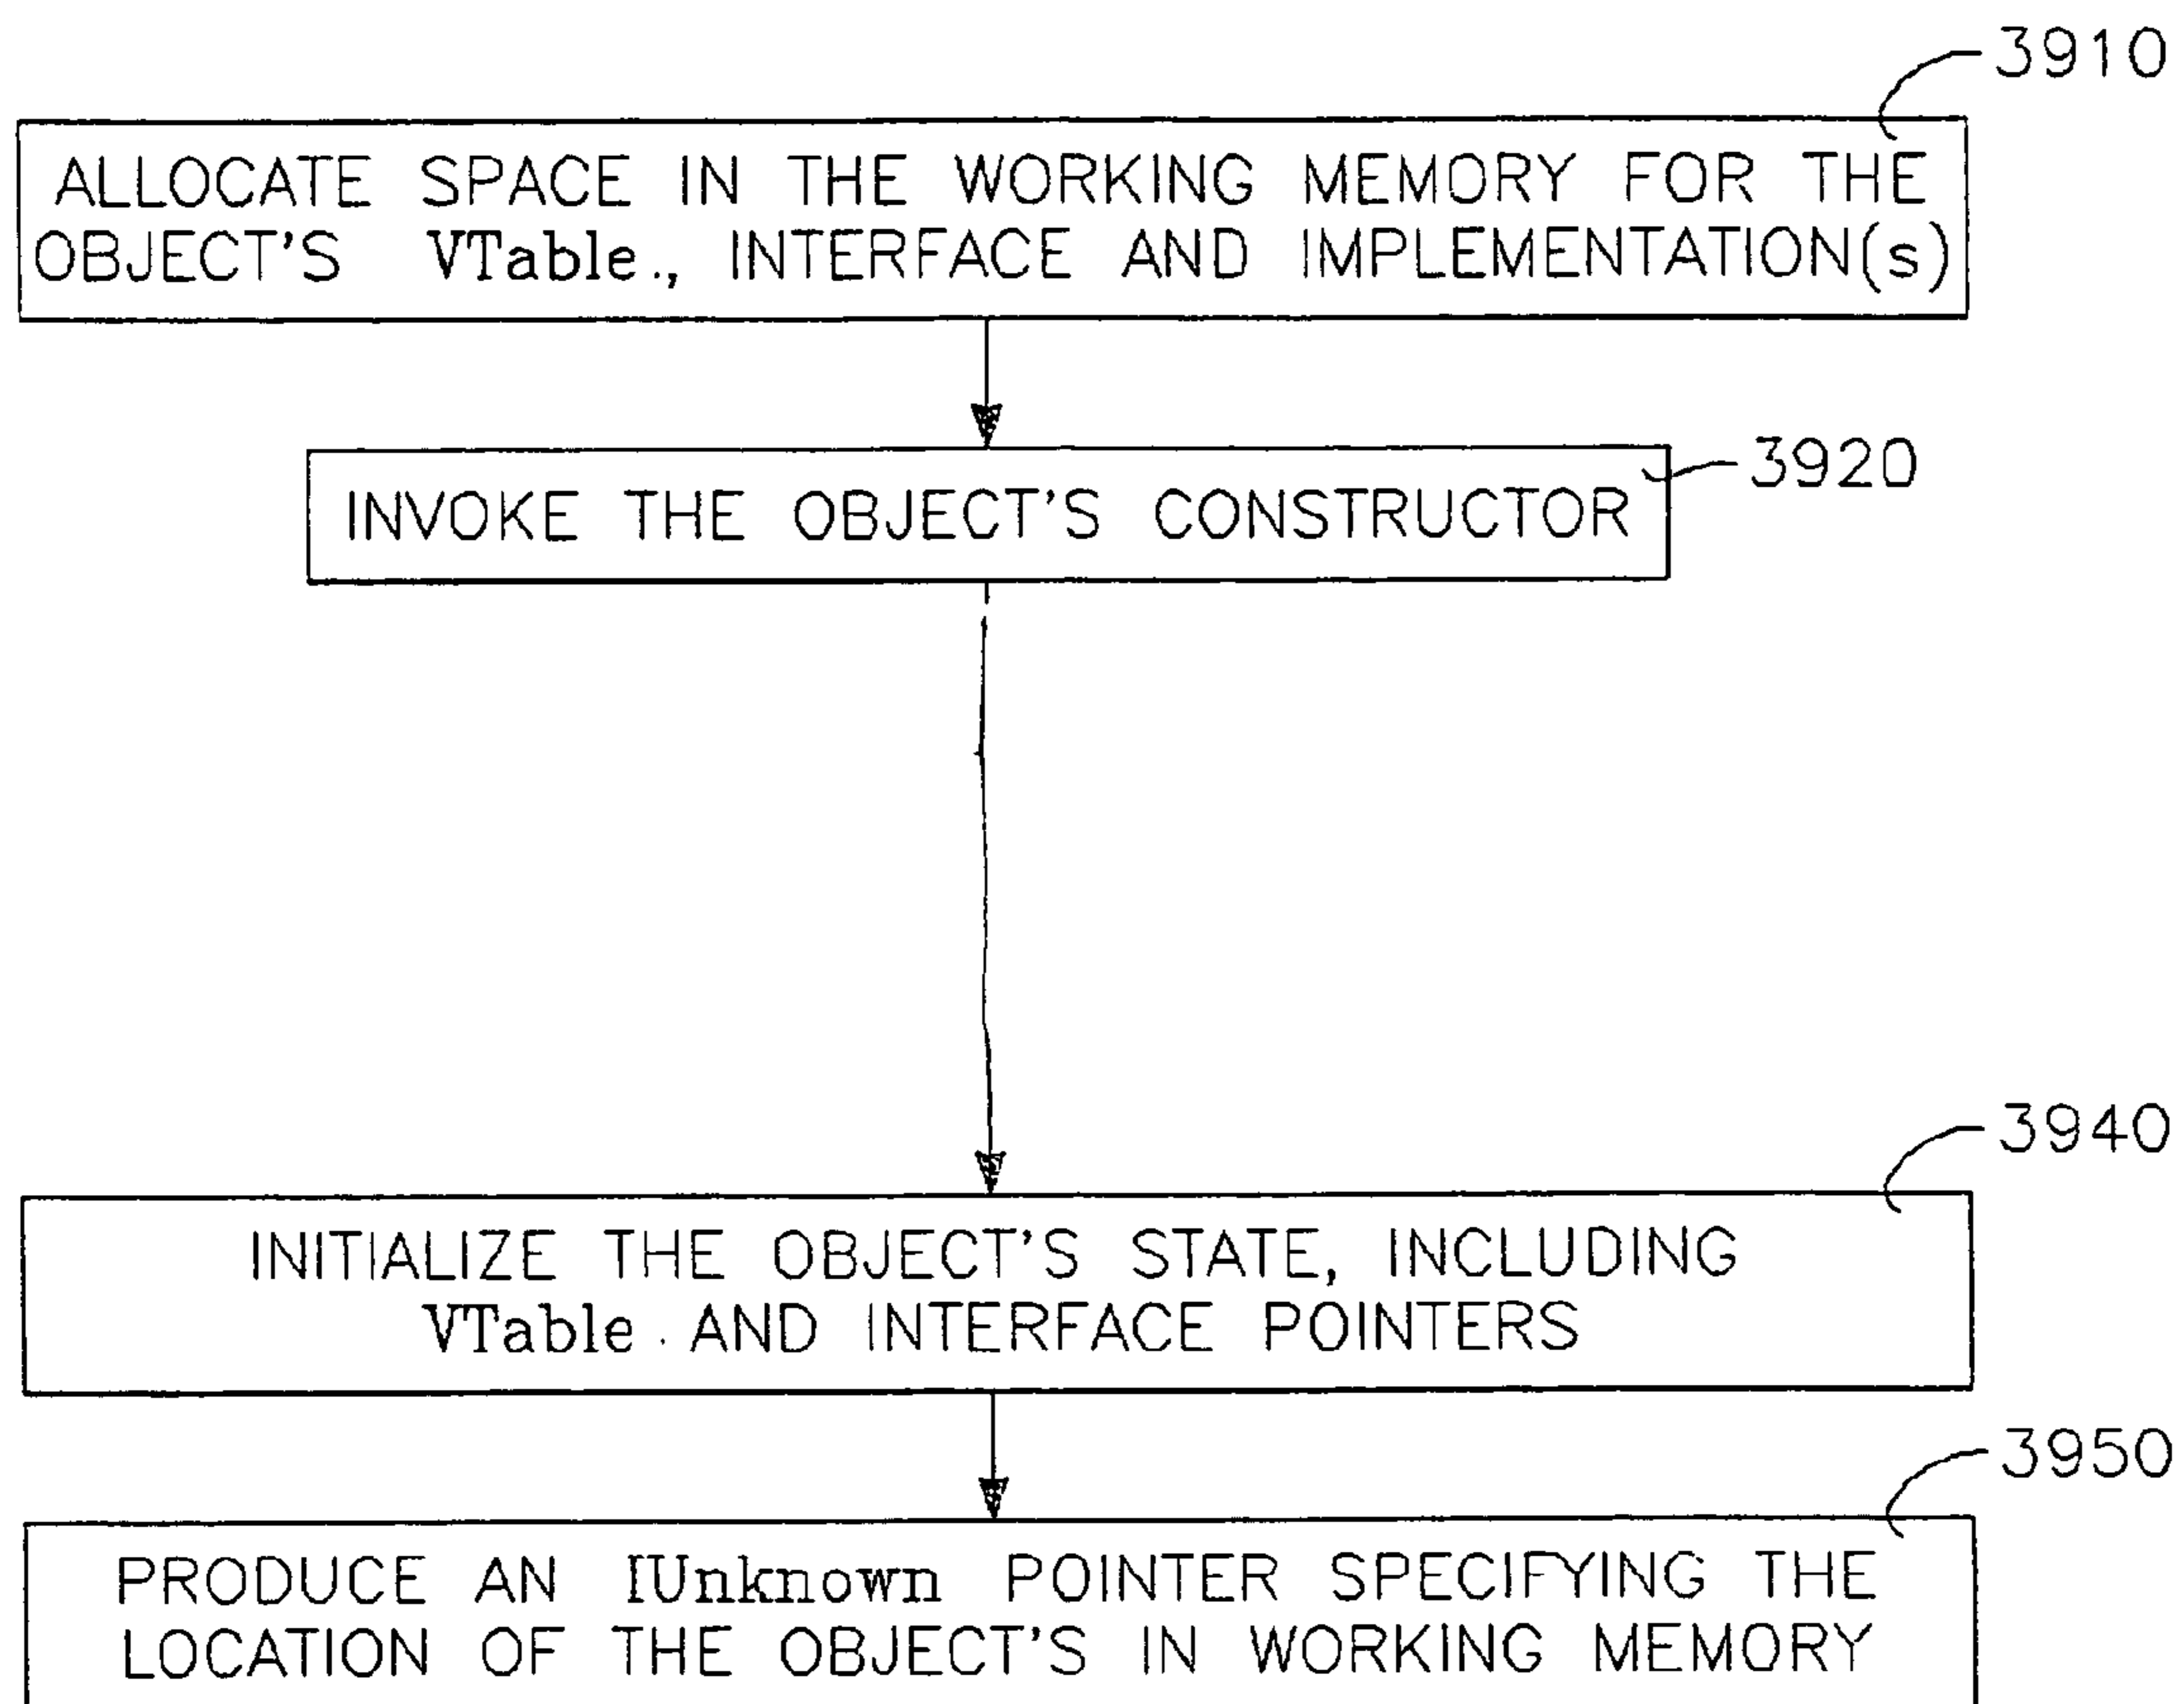 3910
ALLOCATE SPACE IN THE WORKING MEMORY FOR THE
OBJECT'S VTable., INTERFACE AND IMPLEMENTATION(s)
3920
INVOKE THE OBJECT'S CONSTRUCTOR
3940
INITIALIZE THE OBJECT'S STATE, INCLUDING
VTable . AND INTERFACE POINTERS
3950
PRODUCE AN IUnknown POINTER SPECIFYING THE
LOCATION OF THE OBJECT'S IN WORKING MEMORY